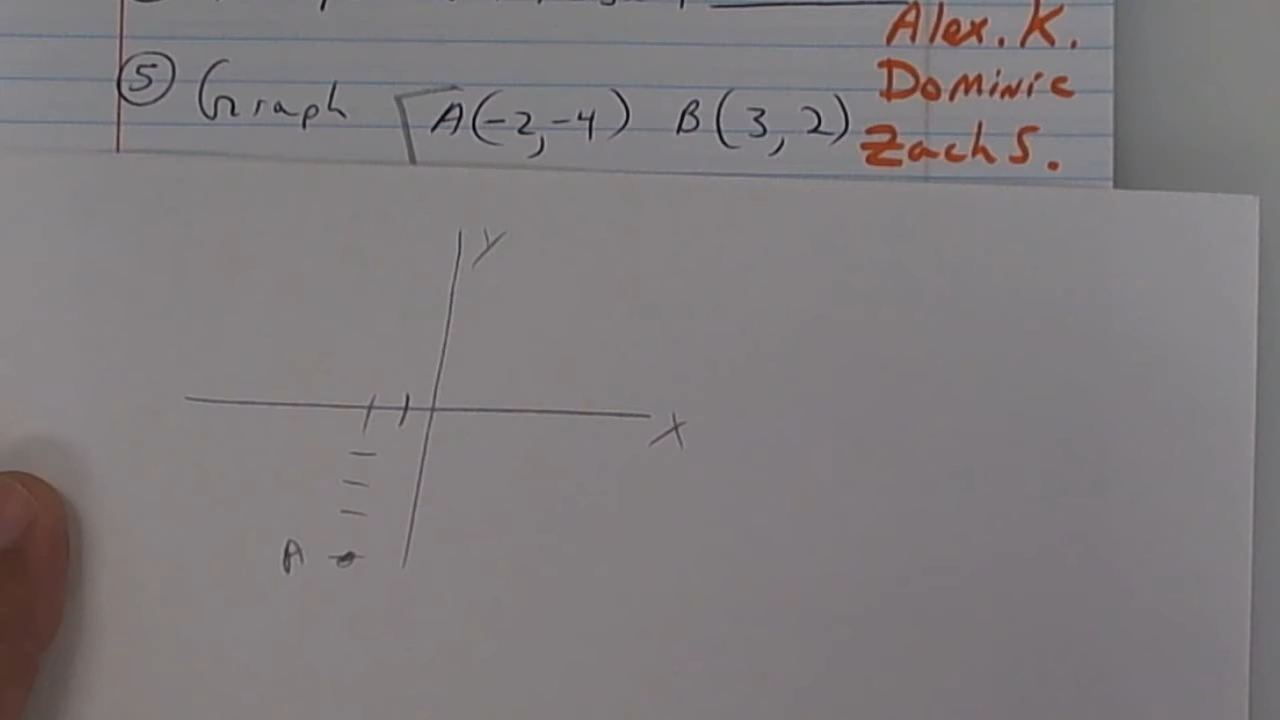 Alex. K.
Dominic
⑤ Graph A(-2,-4) B(3, 2)
Zach S.
Y
X
A